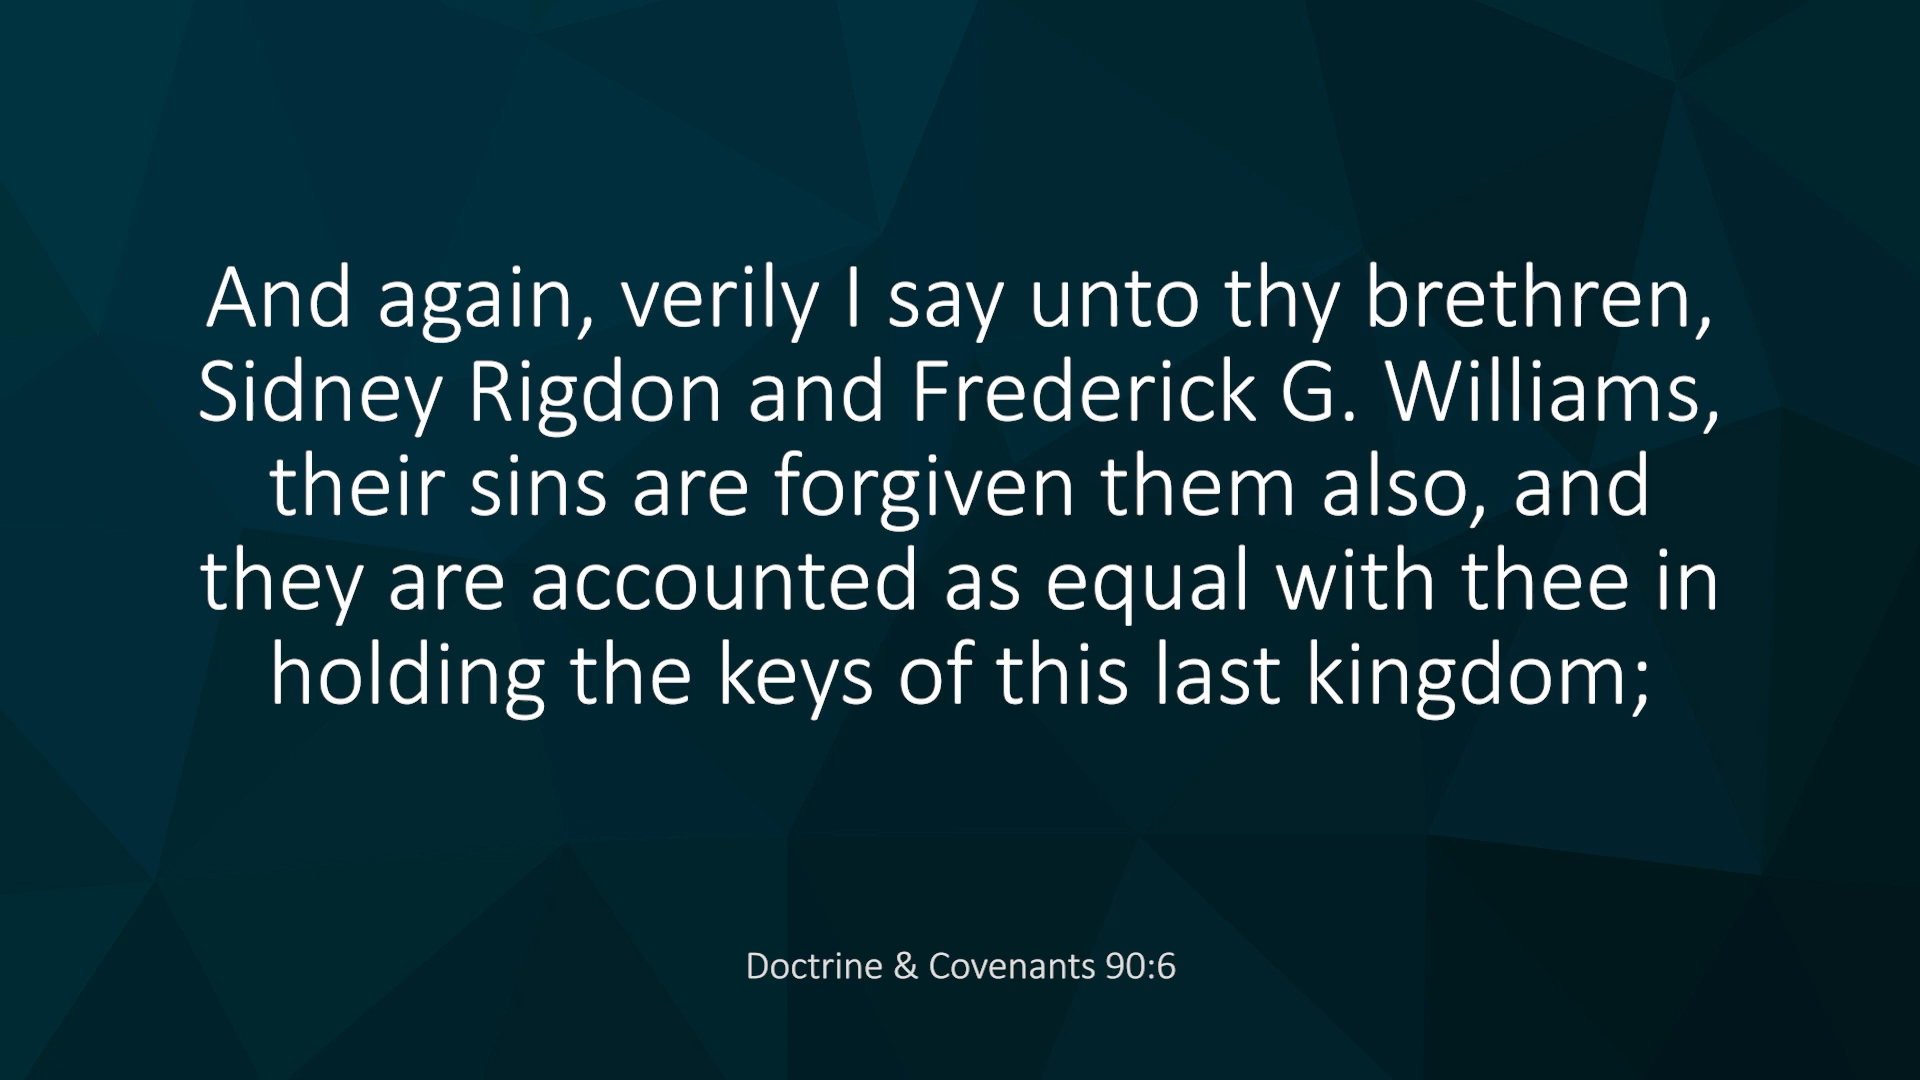 And again, verily I say unto thy brethren,
Sidney Rigdon and Frederick G. Williams,
their sins are forgiven them also, and
they are accounted as equal with thee in
holding the keys of this last kingdom;
Doctrine & Covenants 90:6